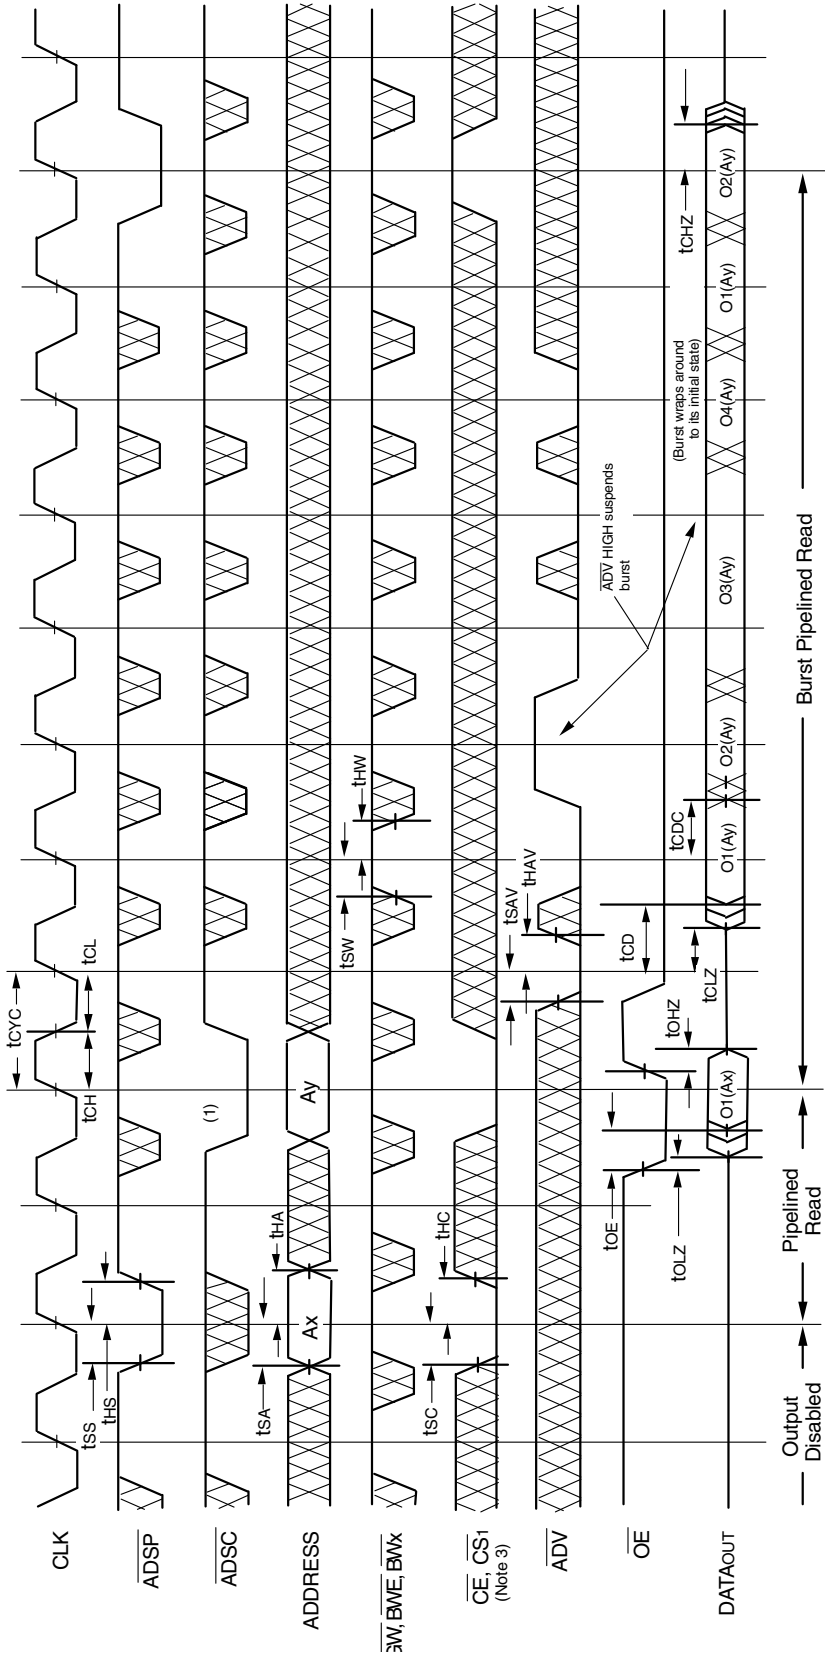 CLK
tCYC
tCH
tCL
tSS
tHS
ADSP
ADSC
(1)
ADDRESS
tSA
tHA
Ax
Ay
GW, BWE, BWx
tSW
tHW
CE, CS1
(Note 3)
tSC
tHC
ADV
tSAV
tHAV
ADV HIGH suspends
burst
OE
tOE
tOHZ
tCD
tOLZ
tCLZ
tCDC
tCHZ
(Burst wraps around
to its initial state)
DATAOUT
O1(Ax)
O1(Ay)
O2(Ay)
O3(Ay)
O4(Ay)
O1(Ay)
O2(Ay)
Output
Disabled
Pipelined
Read
Burst Pipelined Read